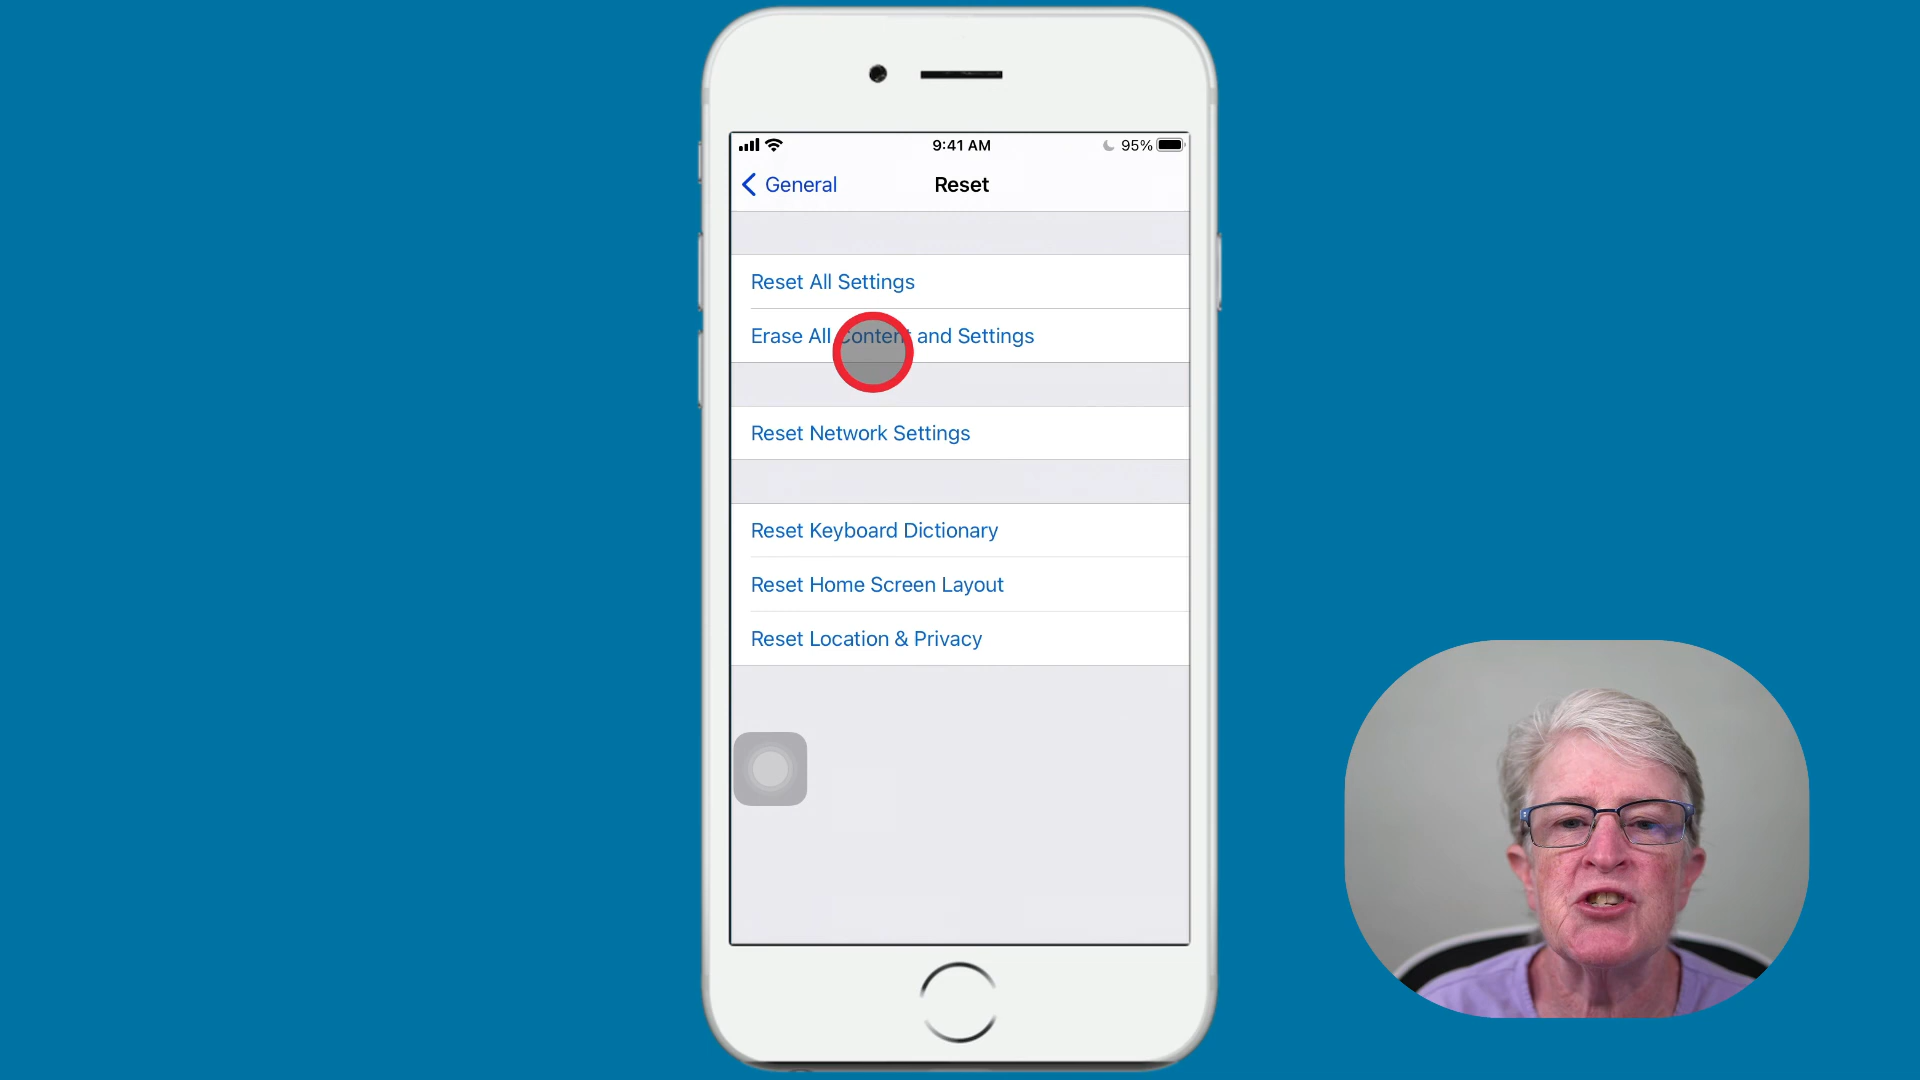 9:41 AM
95%
General
Reset
Reset All Settings
Erase All Content and Settings
Reset Network Settings
Reset Keyboard Dictionary
Reset Home Screen Layout
Reset Location & Privacy